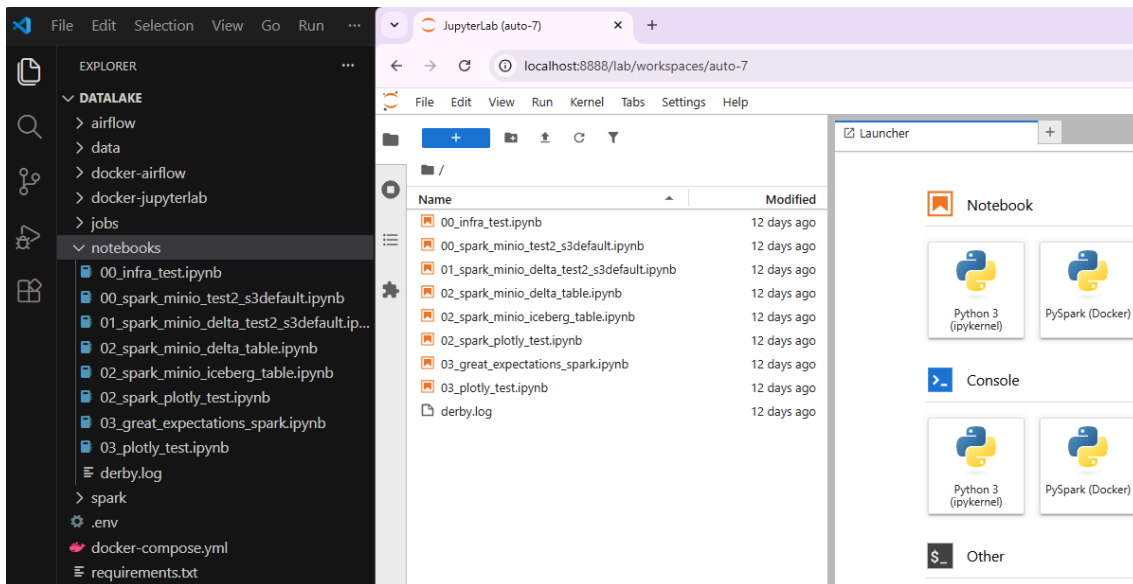 File Edit Selection View Go Run ···
EXPLORER ···
DATALAKE
airflow
data
docker-airflow
docker-jupyterlab
jobs
notebooks
00_infra_test.ipynb
00_spark_minio_test2_s3default.ipynb
01_spark_minio_delta_test2_s3default.ip...
02_spark_minio_delta_table.ipynb
02_spark_minio_iceberg_table.ipynb
02_spark_plotly_test.ipynb
03_great_expectations_spark.ipynb
03_plotly_test.ipynb
derby.log
spark
.env
docker-compose.yml
requirements.txt
JupyterLab (auto-7)
localhost:8888/lab/workspaces/auto-7
File Edit View Run Kernel Tabs Settings Help
/
Name Modified
00_infra_test.ipynb 12 days ago
00_spark_minio_test2_s3default.ipynb 12 days ago
01_spark_minio_delta_test2_s3default.ipynb 12 days ago
02_spark_minio_delta_table.ipynb 12 days ago
02_spark_minio_iceberg_table.ipynb 12 days ago
02_spark_plotly_test.ipynb 12 days ago
03_great_expectations_spark.ipynb 12 days ago
03_plotly_test.ipynb 12 days ago
derby.log 12 days ago
Launcher
Notebook
Python 3
(ipykernel)
PySpark (Docker)
Console
Python 3
(ipykernel)
PySpark (Docker)
$_ Other